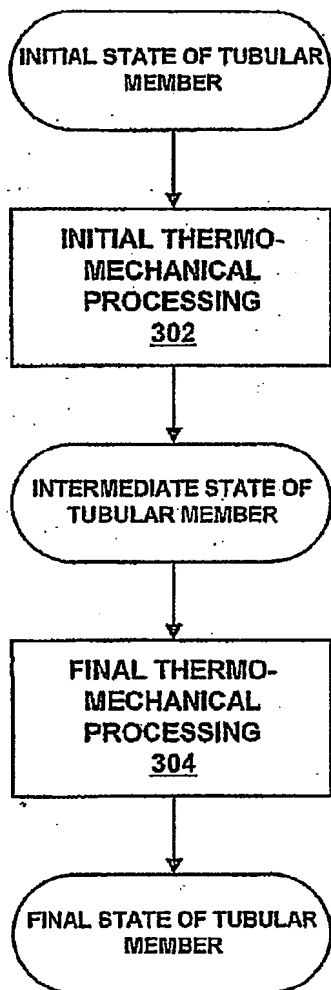 INITIAL STATE OF TUBULAR
MEMBER
INITIAL THERMO-
MECHANICAL
PROCESSING
302
INTERMEDIATE STATE OF
TUBULAR MEMBER
FINAL THERMO-
MECHANICAL
PROCESSING
304
FINAL STATE OF TUBULAR
MEMBER